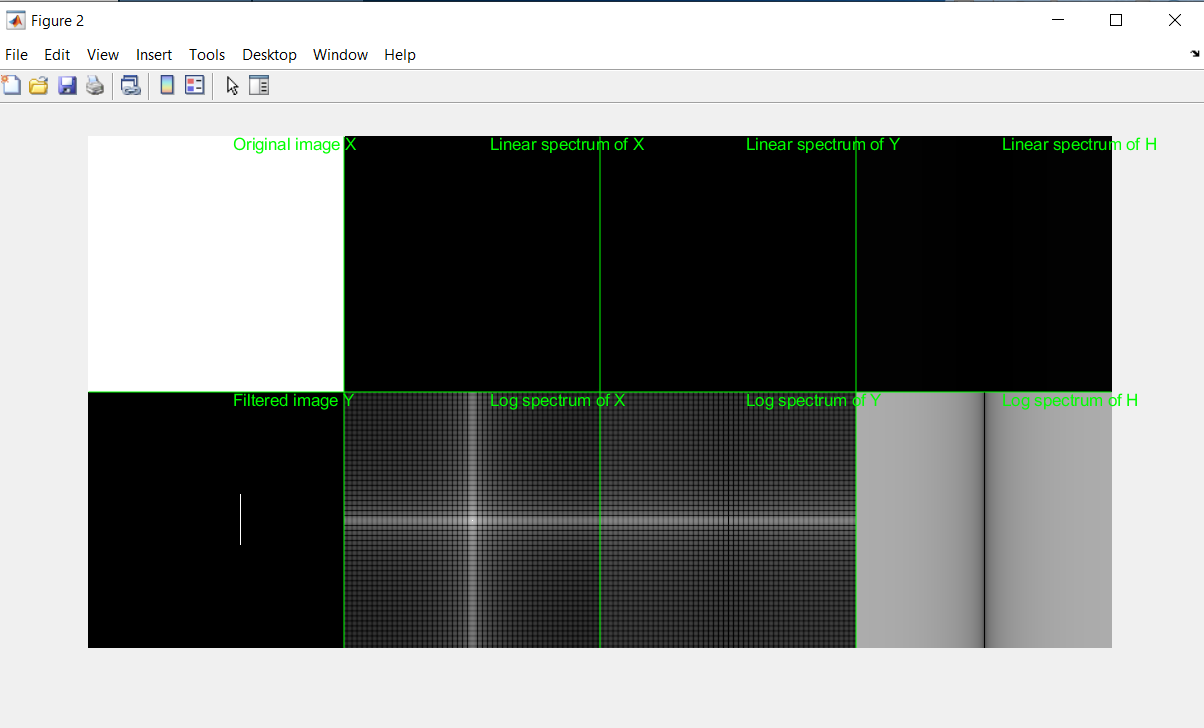 Figure 2
File Edit View Insert Tools Desktop Window Help
Original image X Linear spectrum of X Linear spectrum of Y Linear spectrum of H
Filtered image Y Log spectrum of X Log spectrum of Y Log spectrum of H